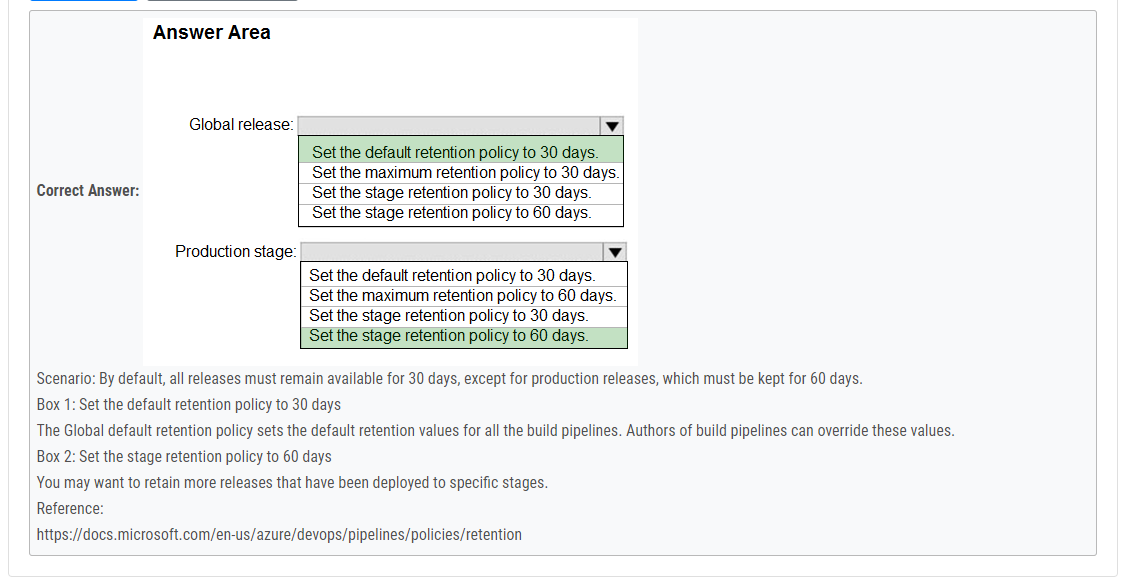 Answer Area
Global release:
Set the default retention policy to 30 days.
Set the maximum retention policy to 30 days.
Set the stage retention policy to 30 days.
Set the stage retention policy to 60 days.
Correct Answer:
Production stage:
Set the default retention policy to 30 days.
Set the maximum retention policy to 60 days.
Set the stage retention policy to 30 days.
Set the stage retention policy to 60 days.
Scenario: By default, all releases must remain available for 30 days, except for production releases, which must be kept for 60 days.
Box 1: Set the default retention policy to 30 days
The Global default retention policy sets the default retention values for all the build pipelines. Authors of build pipelines can override these values.
Box 2: Set the stage retention policy to 60 days
You may want to retain more releases that have been deployed to specific stages.
Reference:
https://docs.microsoft.com/en-us/azure/devops/pipelines/policies/retention